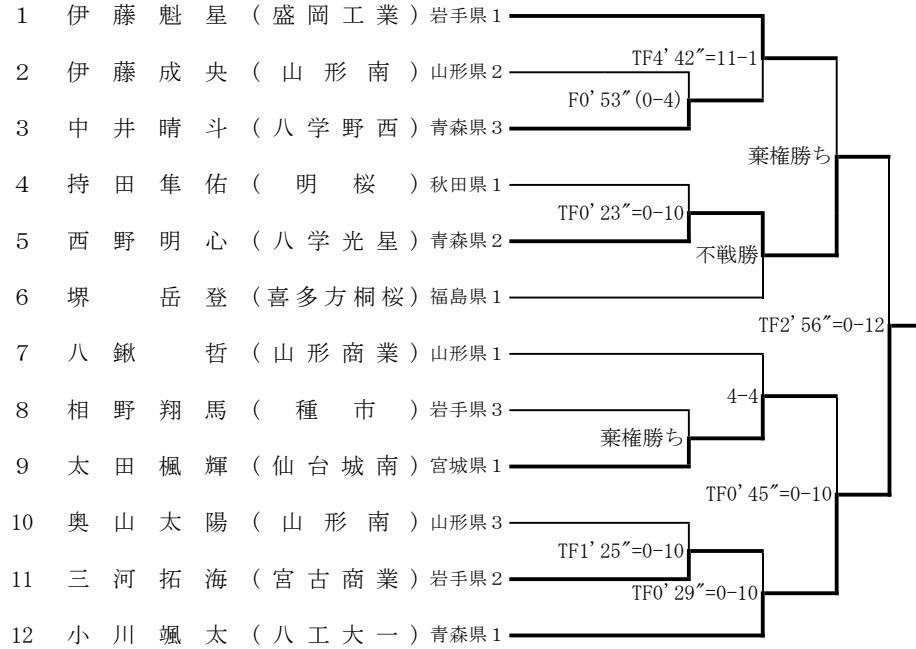 1 伊藤魁星(盛岡工業)岩手県1
TF4'42"=11-1
2 伊藤成央(山形南)山形県2
F0'53"(0-4)
3 中井晴斗(八学野西)青森県3
棄権勝ち
4 持田隼佑(明桜)秋田県1
TF0'23"=0-10
5 西野明心(八学光星)青森県2
不戦勝
6 堺岳登(喜多方桐桜)福島県1
TF2'56"=0-12
7 八鍬哲(山形商業)山形県1
4-4
8 相野翔馬(種市)岩手県3
棄権勝ち
9 太田楓輝(仙台城南)宮城県1
TF0'45"=0-10
10 奥山太陽(山形南)山形県3
TF1'25"=0-10
11 三河拓海(宮古商業)岩手県2
TF0'29"=0-10
12 小川颯太(八工大一)青森県1